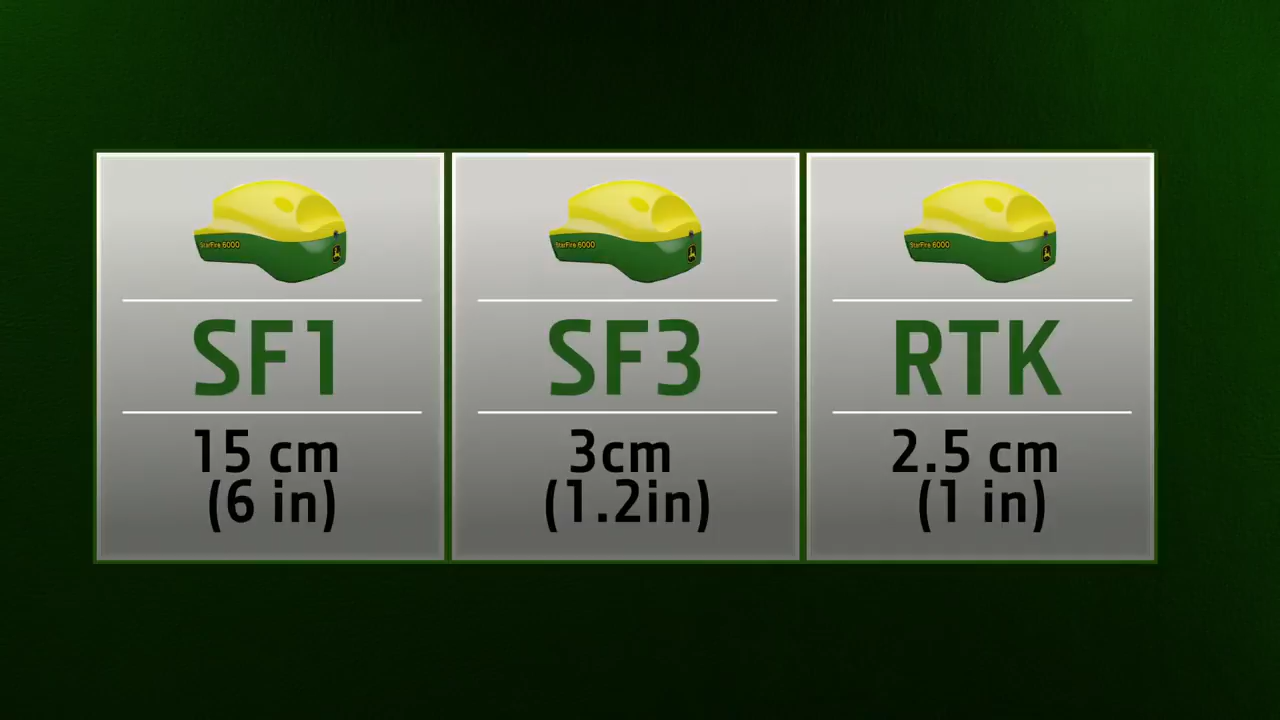 StarFire 6000
StarFire 6000
StarFire 6000
SF1
SF3
RTK
15 cm
(6 in)
3cm
(1.2in)
2.5 cm
(1 in)